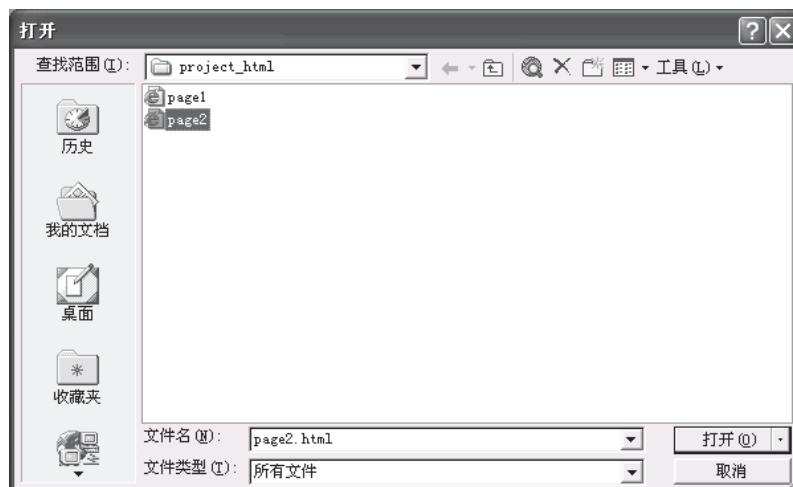 打开
查找范围(I):
project_html
工具(L)
page1
page2
历史
我的文档
桌面
收藏夹
文件名(N):
page2.html
打开(O)
文件类型(T):
所有文件
取消